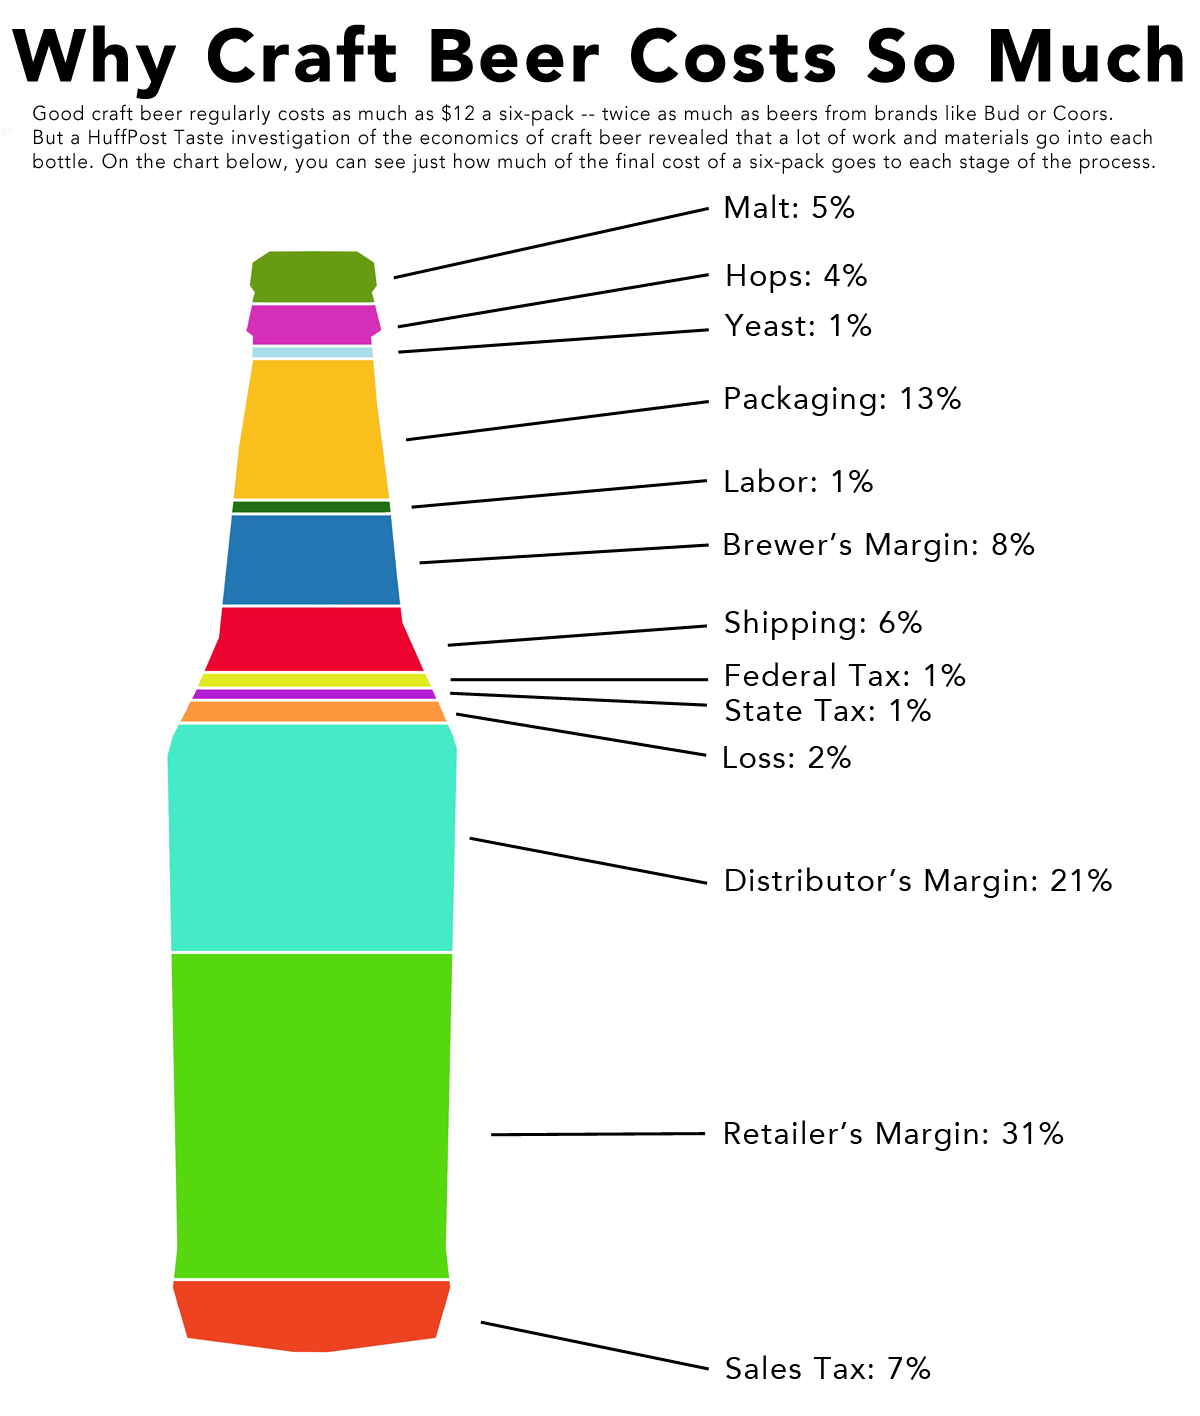 Why Craft Beer Costs So Much
Good craft beer regularly costs as much as $12 a six-pack -- twice as much as beers from brands like Bud or Coors.
But a HuffPost Taste investigation of the economics of craft beer revealed that a lot of work and materials go into each
bottle. On the chart below, you can see just how much of the final cost of a six-pack goes to each stage of the process.
Malt: 5%
Hops: 4%
Yeast: 1%
Packaging: 13%
Labor: 1%
Brewer’s Margin: 8%
Shipping: 6%
Federal Tax: 1%
State Tax: 1%
Loss: 2%
Distributor’s Margin: 21%
Retailer’s Margin: 31%
Sales Tax: 7%